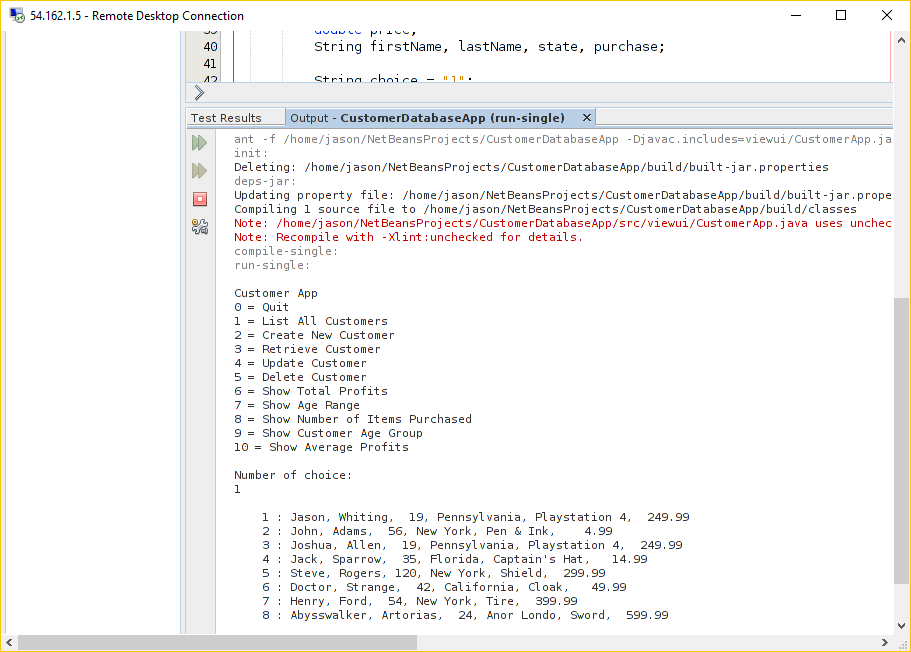 54.162.1.5 - Remote Desktop Connection
39 double price;
40 String firstName, lastName, state, purchase;
41
42 String choice = "1";
Test Results Output - CustomerDatabaseApp (run-single)
ant -f /home/jason/NetBeansProjects/CustomerDatabaseApp -Djavac.includes=viewui/CustomerApp.ja
init:
Deleting: /home/jason/NetBeansProjects/CustomerDatabaseApp/build/built-jar.properties
deps-jar:
Updating property file: /home/jason/NetBeansProjects/CustomerDatabaseApp/build/built-jar.prope
Compiling 1 source file to /home/jason/NetBeansProjects/CustomerDatabaseApp/build/classes
Note: /home/jason/NetBeansProjects/CustomerDatabaseApp/src/viewui/CustomerApp.java uses unchec
Note: Recompile with -Xlint:unchecked for details.
compile-single:
run-single:
Customer App
0 = Quit
1 = List All Customers
2 = Create New Customer
3 = Retrieve Customer
4 = Update Customer
5 = Delete Customer
6 = Show Total Profits
7 = Show Age Range
8 = Show Number of Items Purchased
9 = Show Customer Age Group
10 = Show Average Profits
Number of choice:
1
1 : Jason, Whiting,  19, Pennsylvania, Playstation 4,  249.99
2 : John, Adams,  56, New York, Pen & Ink,    4.99
3 : Joshua, Allen,  19, Pennsylvania, Playstation 4,  249.99
4 : Jack, Sparrow,  35, Florida, Captain's Hat,   14.99
5 : Steve, Rogers, 120, New York, Shield,  299.99
6 : Doctor, Strange,  42, California, Cloak,   49.99
7 : Henry, Ford,  54, New York, Tire,  399.99
8 : Abysswalker, Artorias,  24, Anor Londo, Sword,  599.99